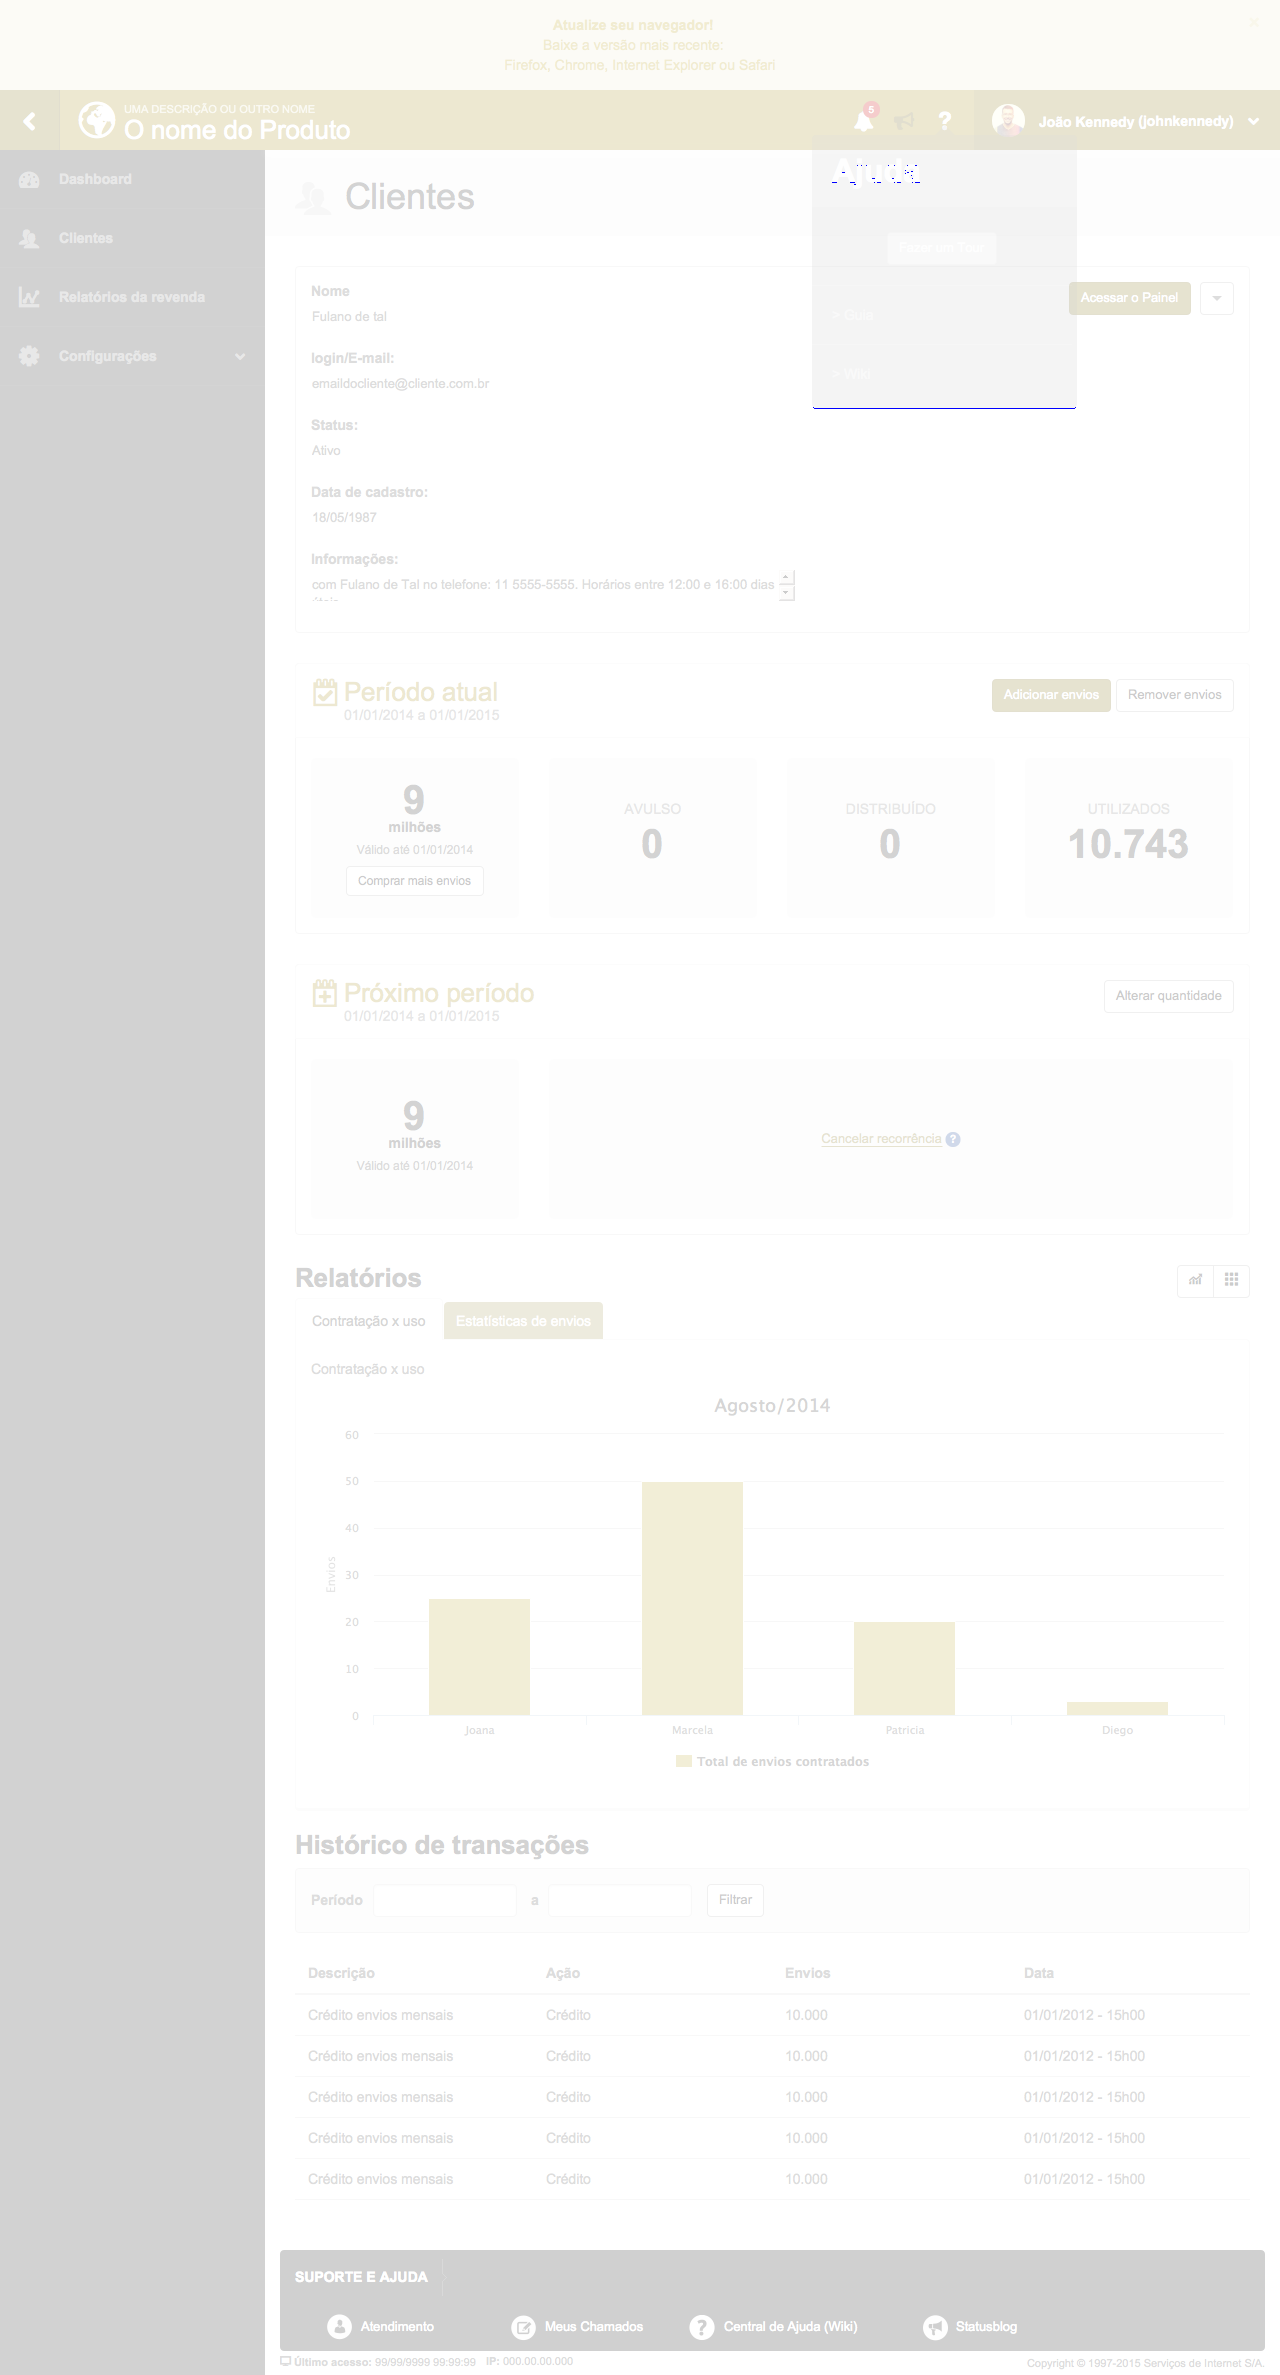 Atualize seu navegador!
Baixe a versão mais recente:
Firefox, Chrome, Internet Explorer ou Safari
×
UMA DESCRIÇÃO OU OUTRO NOME
O nome do Produto
5
João Kennedy (johnkennedy)
Dashboard
Clientes
Relatórios da revenda
Configurações
Clientes
Ajuda
Fazer um Tour
> Guia
> Wiki
Nome
Fulano de tal
Acessar o Painel
login/E-mail:
emaildocliente@cliente.com.br
Status:
Ativo
Data de cadastro:
18/05/1987
Informações:
com Fulano de Tal no telefone: 11 5555-5555. Horários entre 12:00 e 16:00 dias
úteis
Período atual
01/01/2014 a 01/01/2015
Adicionar envios
Remover envios
9
milhões
Válido até 01/01/2014
Comprar mais envios
AVULSO
0
DISTRIBUÍDO
0
UTILIZADOS
10.743
Próximo período
01/01/2014 a 01/01/2015
Alterar quantidade
9
milhões
Válido até 01/01/2014
Cancelar recorrência ?
Relatórios
Contratação x uso
Estatísticas de envios
Contratação x uso
Agosto/2014
60
50
40
30
20
10
0
Envios
Joana
Marcela
Patricia
Diego
Total de envios contratados
Histórico de transações
Período
a
Filtrar
Descrição Ação Envios Data
Crédito envios mensais Crédito 10.000 01/01/2012 - 15h00
Crédito envios mensais Crédito 10.000 01/01/2012 - 15h00
Crédito envios mensais Crédito 10.000 01/01/2012 - 15h00
Crédito envios mensais Crédito 10.000 01/01/2012 - 15h00
Crédito envios mensais Crédito 10.000 01/01/2012 - 15h00
SUPORTE E AJUDA
Atendimento
Meus Chamados
Central de Ajuda (Wiki)
Statusblog
Último acesso: 99/99/9999 99:99:99 IP: 000.00.00.000
Copyright © 1997-2015 Serviços de Internet S/A.